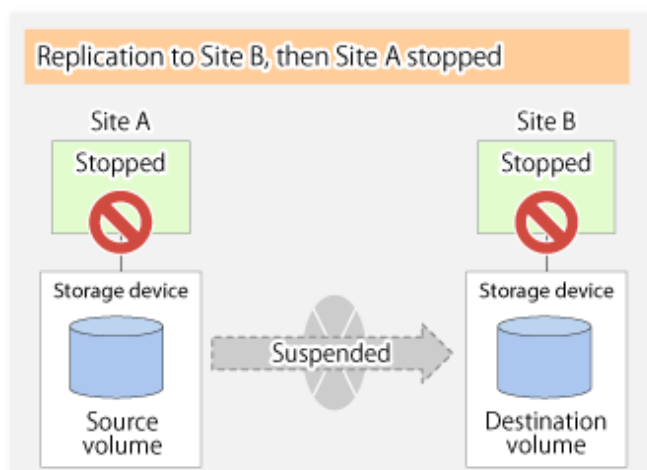 Replication to Site B, then Site A stopped
Site A
Site B
Stopped
Stopped
Storage device
Storage device
Suspended
Source
volume
Destination
volume